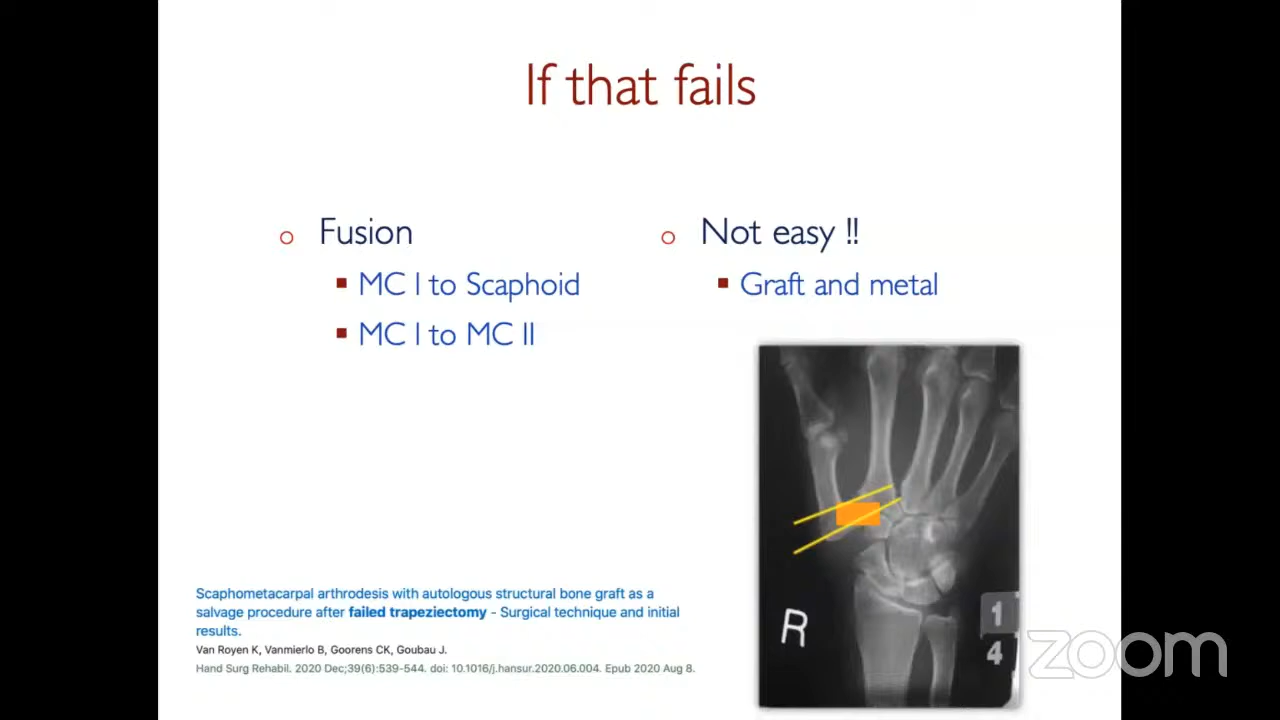 If that fails
Fusion
MC I to Scaphoid
MC I to MC II
Not easy !!
Graft and metal
Scaphometacarpal arthrodesis with autologous structural bone graft as a
salvage procedure after failed trapeziectomy - Surgical technique and initial
results.
Van Royen K, Vanmierlo B, Goorens CK, Goubau J.
Hand Surg Rehabil. 2020 Dec;39(6):539-544. doi: 10.1016/j.hansur.2020.06.004. Epub 2020 Aug 8.
R
1
4
zoom